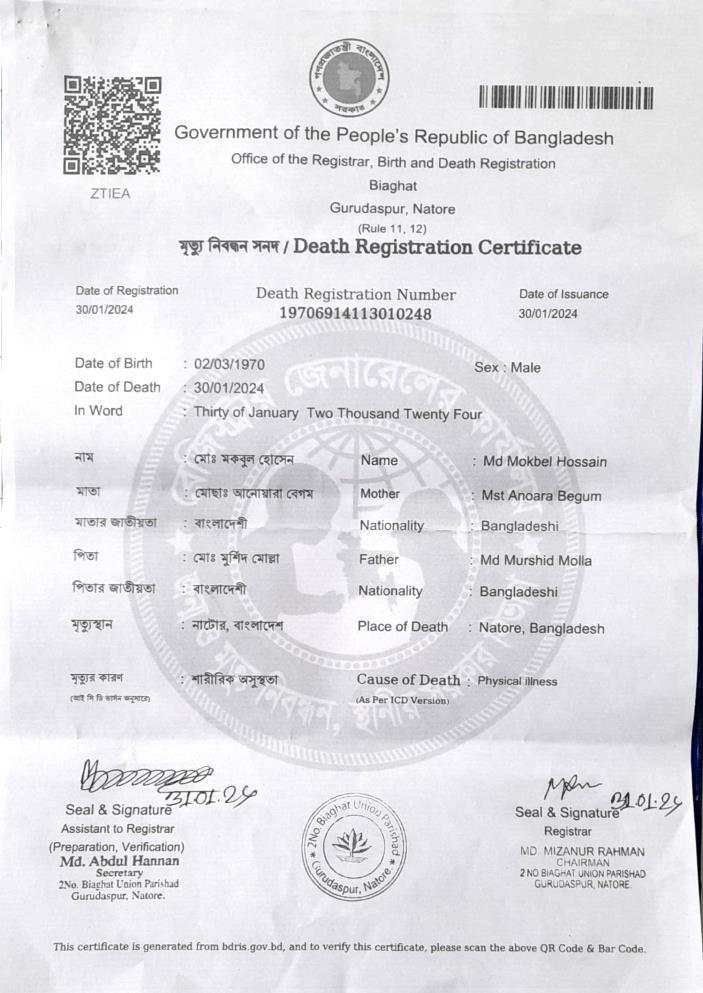 গণপ্রজাতন্ত্রী বাংলাদেশ
সরকার
ZTIEA
Government of the People's Republic of Bangladesh
Office of the Registrar, Birth and Death Registration
Biaghat
Gurudaspur, Natore
(Rule 11, 12)
মৃত্যু নিবন্ধন সনদ / Death Registration Certificate
Date of Registration Death Registration Number Date of Issuance
30/01/2024 19706914113010248 30/01/2024
Date of Birth : 02/03/1970 Sex : Male
Date of Death : 30/01/2024
In Word : Thirty of January Two Thousand Twenty Four
নাম : মোঃ মকবুল হোসেন Name : Md Mokbel Hossain
মাতা : মোছাঃ আনোয়ারা বেগম Mother : Mst Anoara Begum
মাতার জাতীয়তা : বাংলাদেশী Nationality : Bangladeshi
পিতা : মোঃ মুর্শিদ মোল্লা Father : Md Murshid Molla
পিতার জাতীয়তা : বাংলাদেশী Nationality : Bangladeshi
মৃত্যুস্থান : নাটোর, বাংলাদেশ Place of Death : Natore, Bangladesh
মৃত্যুর কারণ : শারীরিক অসুস্থতা Cause of Death : Physical illness
(আই সি ডি ভার্সন অনুসারে) (As Per ICD Version)
31.01.24
Seal & Signature
Assistant to Registrar
(Preparation, Verification)
Md. Abdul Hannan
Secretary
2No. Biaghat Union Parishad
Gurudaspur, Natore.
2No. Biaghat Union Parishad
Gurudaspur, Natore.
31.01.24
Seal & Signature
Registrar
MD. MIZANUR RAHMAN
CHAIRMAN
2 NO BIAGHAT UNION PARISHAD
GURUDASPUR, NATORE.
This certificate is generated from bdris.gov.bd, and to verify this certificate, please scan the above QR Code & Bar Code.